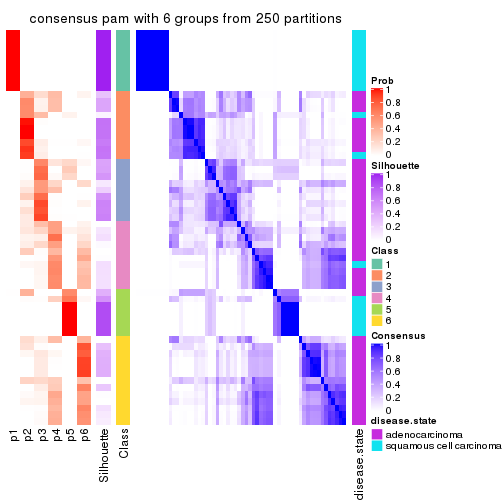 consensus pam with 6 groups from 250 partitions
Prob
1
0.8
0.6
0.4
0.2
0
Silhouette
1
0.8
0.6
0.4
0.2
0
Class
1
2
3
4
5
6
Consensus
1
0.8
0.6
0.4
0.2
0
disease.state
adenocarcinoma
squamous cell carcinoma
p1
p2
p3
p4
p5
p6
Silhouette
Class
disease.state